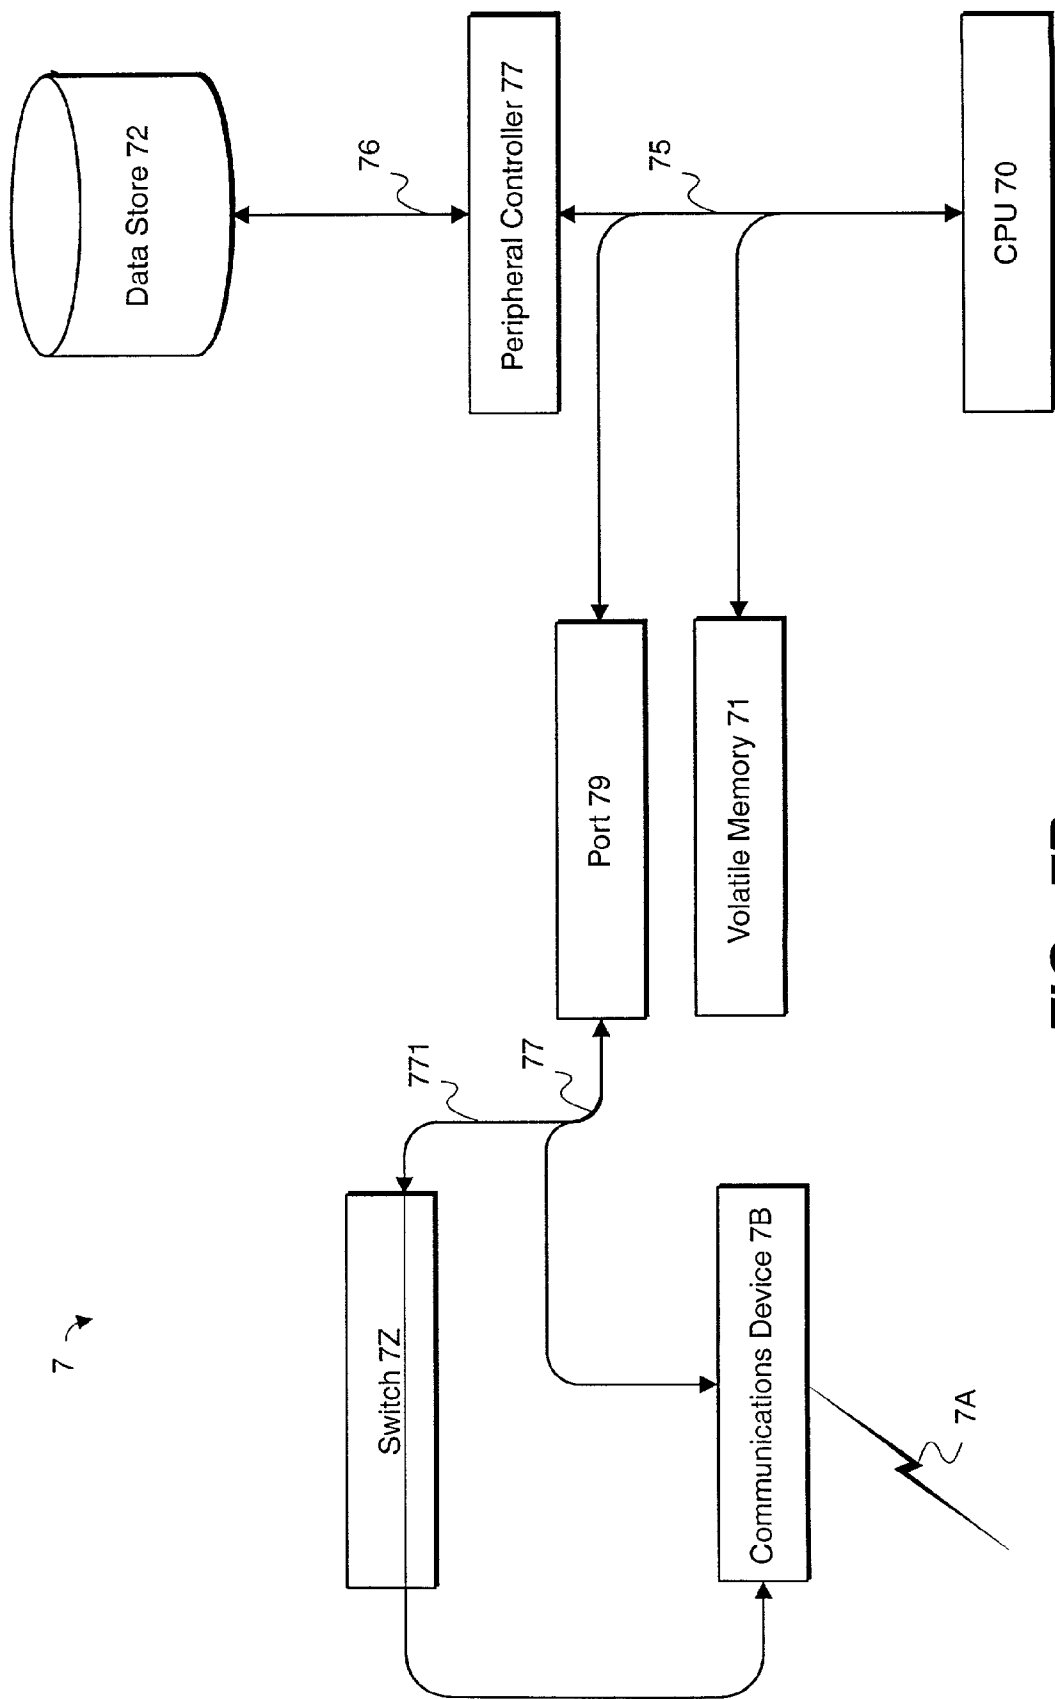 7
Data Store 72
76
Peripheral Controller 77
75
CPU 70
Port 79
Volatile Memory 71
771
77
Switch 7Z
Communications Device 7B
7A